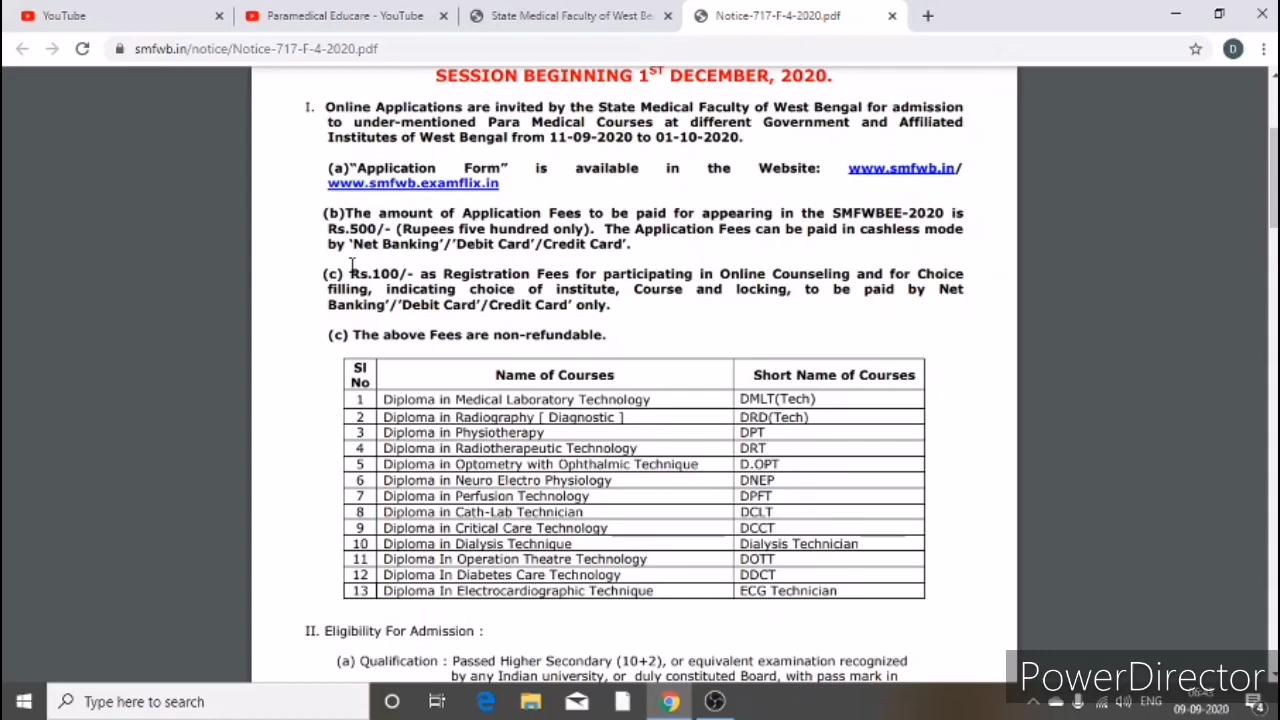 YouTube
Paramedical Educare - YouTube
State Medical Faculty of West Be
Notice-717-F-4-2020.pdf
smfwb.in/notice/Notice-717-F-4-2020.pdf
D
SESSION BEGINNING 1ST DECEMBER, 2020.
I. Online Applications are invited by the State Medical Faculty of West Bengal for admission
to under-mentioned Para Medical Courses at different Government and Affiliated
Institutes of West Bengal from 11-09-2020 to 01-10-2020.
(a)"Application Form" is available in the Website: www.smfwb.in/
www.smfwb.examflix.in
(b)The amount of Application Fees to be paid for appearing in the SMFWBEE-2020 is
Rs.500/- (Rupees five hundred only). The Application Fees can be paid in cashless mode
by 'Net Banking'/'Debit Card'/Credit Card'.
(c) Rs.100/- as Registration Fees for participating in Online Counseling and for Choice
filling, indicating choice of institute, Course and locking, to be paid by Net
Banking'/'Debit Card'/Credit Card' only.
(c) The above Fees are non-refundable.
Sl No Name of Courses Short Name of Courses
1 Diploma in Medical Laboratory Technology DMLT(Tech)
2 Diploma in Radiography [ Diagnostic ] DRD(Tech)
3 Diploma in Physiotherapy DPT
4 Diploma in Radiotherapeutic Technology DRT
5 Diploma in Optometry with Ophthalmic Technique D.OPT
6 Diploma in Neuro Electro Physiology DNEP
7 Diploma in Perfusion Technology DPFT
8 Diploma in Cath-Lab Technician DCLT
9 Diploma in Critical Care Technology DCCT
10 Diploma in Dialysis Technique Dialysis Technician
11 Diploma In Operation Theatre Technology DOTT
12 Diploma In Diabetes Care Technology DDCT
13 Diploma In Electrocardiographic Technique ECG Technician
II. Eligibility For Admission :
(a) Qualification : Passed Higher Secondary (10+2), or equivalent examination recognized
by any Indian university, or duly constituted Board, with pass mark in
PowerDirector
Type here to search
ENG
06:43
09-09-2020
4